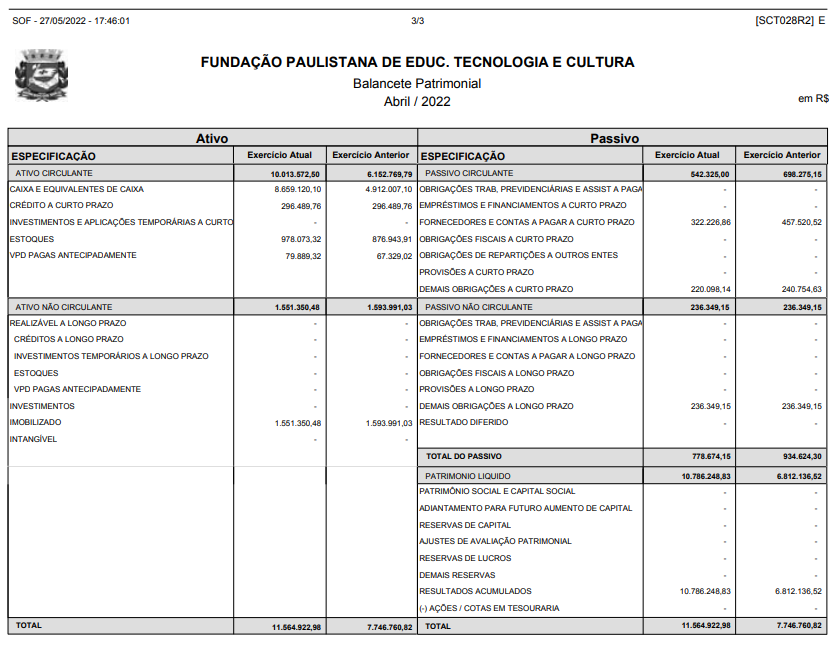 SOF - 27/05/2022 - 17:46:01 3/3 [SCT028R2] E
FUNDAÇÃO PAULISTANA DE EDUC. TECNOLOGIA E CULTURA
Balancete Patrimonial
Abril / 2022
em R$
Ativo Passivo
ESPECIFICAÇÃO Exercício Atual Exercício Anterior ESPECIFICAÇÃO Exercício Atual Exercício Anterior
ATIVO CIRCULANTE 10.013.572,50 6.152.769,79 PASSIVO CIRCULANTE 542.325,00 698.275,15
CAIXA E EQUIVALENTES DE CAIXA 8.659.120,10 4.912.007,10 OBRIGAÇÕES TRAB, PREVIDENCIÁRIAS E ASSIST A PAGA - -
CRÉDITO A CURTO PRAZO 296.489,76 296.489,76 EMPRÉSTIMOS E FINANCIAMENTOS A CURTO PRAZO - -
INVESTIMENTOS E APLICAÇÕES TEMPORÁRIAS A CURTO - - FORNECEDORES E CONTAS A PAGAR A CURTO PRAZO 322.226,86 457.520,52
ESTOQUES 978.073,32 876.943,91 OBRIGAÇÕES FISCAIS A CURTO PRAZO - -
VPD PAGAS ANTECIPADAMENTE 79.889,32 67.329,02 OBRIGAÇÕES DE REPARTIÇÕES A OUTROS ENTES - -
PROVISÕES A CURTO PRAZO - -
DEMAIS OBRIGAÇÕES A CURTO PRAZO 220.098,14 240.754,63
ATIVO NÃO CIRCULANTE 1.551.350,48 1.593.991,03 PASSIVO NÃO CIRCULANTE 236.349,15 236.349,15
REALIZÁVEL A LONGO PRAZO - - OBRIGAÇÕES TRAB, PREVIDENCIÁRIAS E ASSIST A PAGA - -
CRÉDITOS A LONGO PRAZO - - EMPRÉSTIMOS E FINANCIAMENTOS A LONGO PRAZO - -
INVESTIMENTOS TEMPORÁRIOS A LONGO PRAZO - - FORNECEDORES E CONTAS A PAGAR A LONGO PRAZO - -
ESTOQUES - - OBRIGAÇÕES FISCAIS A LONGO PRAZO - -
VPD PAGAS ANTECIPADAMENTE - - PROVISÕES A LONGO PRAZO - -
INVESTIMENTOS - - DEMAIS OBRIGAÇÕES A LONGO PRAZO 236.349,15 236.349,15
IMOBILIZADO 1.551.350,48 1.593.991,03 RESULTADO DIFERIDO - -
INTANGÍVEL - -
TOTAL DO PASSIVO 778.674,15 934.624,30
PATRIMONIO LIQUIDO 10.786.248,83 6.812.136,52
PATRIMÔNIO SOCIAL E CAPITAL SOCIAL - -
ADIANTAMENTO PARA FUTURO AUMENTO DE CAPITAL - -
RESERVAS DE CAPITAL - -
AJUSTES DE AVALIAÇÃO PATRIMONIAL - -
RESERVAS DE LUCROS - -
DEMAIS RESERVAS - -
RESULTADOS ACUMULADOS 10.786.248,83 6.812.136,52
(-) AÇÕES / COTAS EM TESOURARIA - -
TOTAL 11.564.922,98 7.746.760,82 TOTAL 11.564.922,98 7.746.760,82